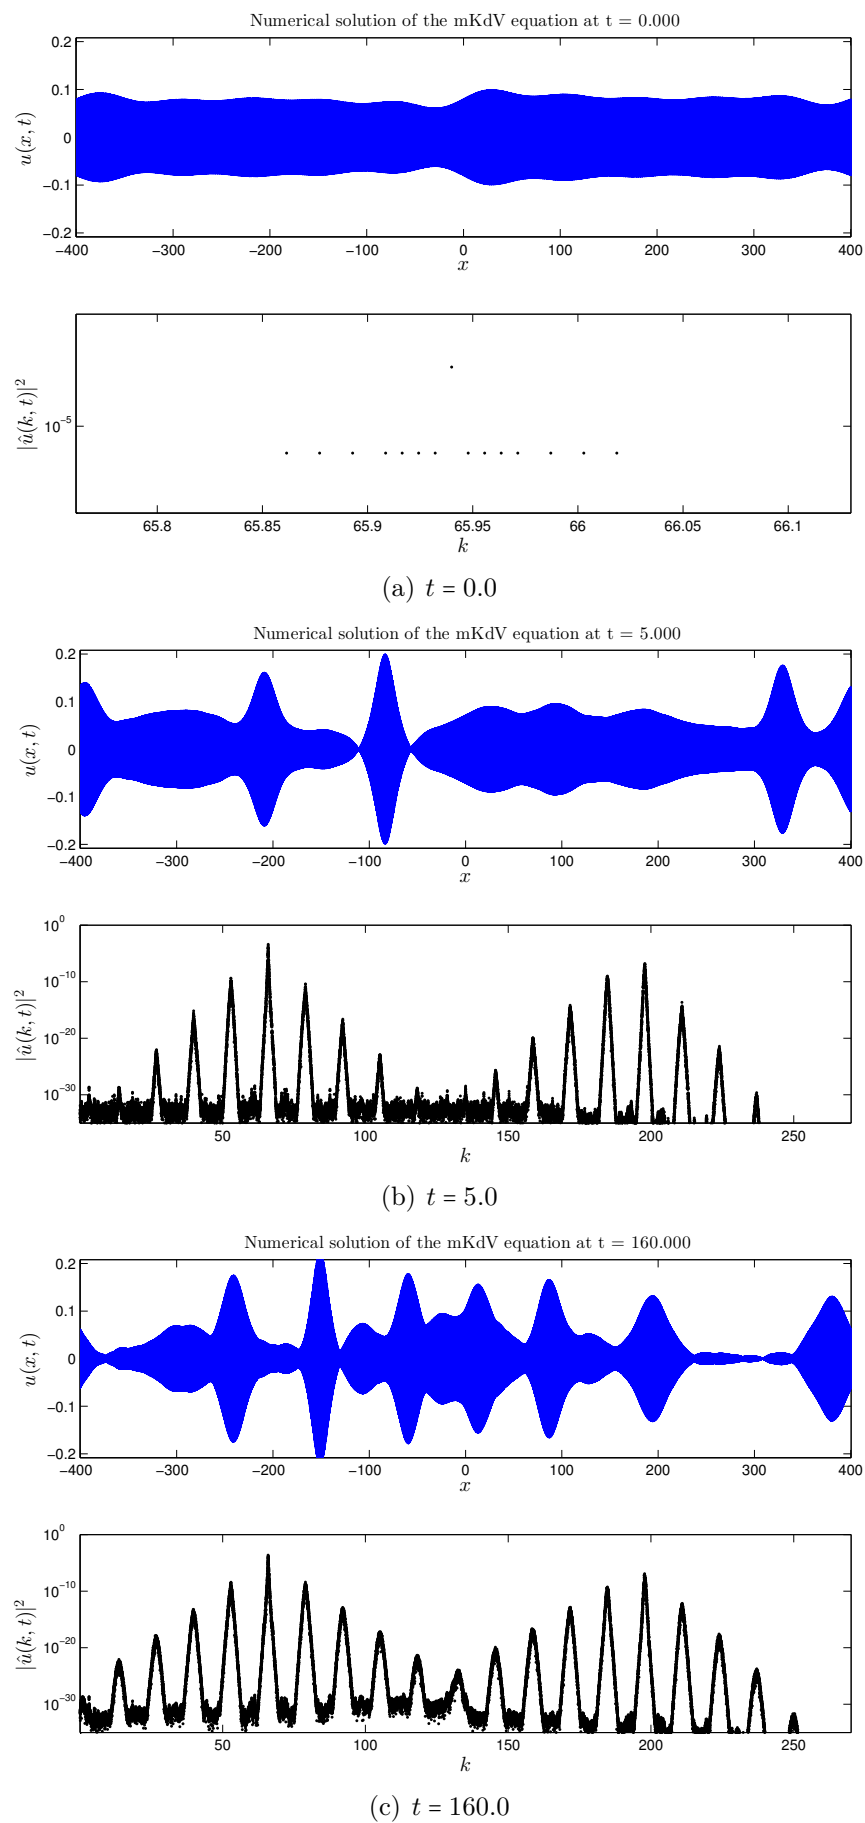 Numerical solution of the mKdV equation at t = 0.000
0.2
0.1
0
−0.1
−0.2
u(x, t)
−400 −300 −200 −100 0 100 200 300 400
x
10⁻⁵
|û(k, t)|²
65.8 65.85 65.9 65.95 66 66.05 66.1
k
(a) t = 0.0
Numerical solution of the mKdV equation at t = 5.000
0.2
0.1
0
−0.1
−0.2
u(x, t)
−400 −300 −200 −100 0 100 200 300 400
x
10⁰
10⁻¹⁰
10⁻²⁰
10⁻³⁰
|û(k, t)|²
50 100 150 200 250
k
(b) t = 5.0
Numerical solution of the mKdV equation at t = 160.000
0.2
0.1
0
−0.1
−0.2
u(x, t)
−400 −300 −200 −100 0 100 200 300 400
x
10⁰
10⁻¹⁰
10⁻²⁰
10⁻³⁰
|û(k, t)|²
50 100 150 200 250
k
(c) t = 160.0